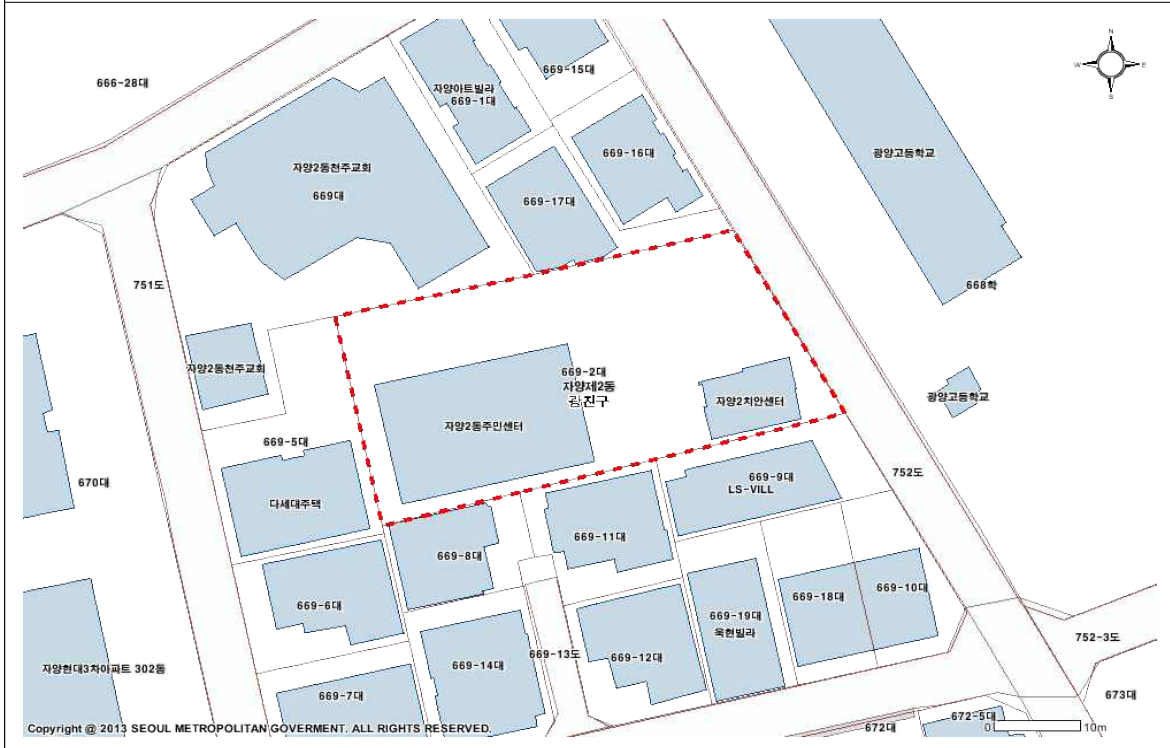 N
W
E
S
666-28대
669-15대
자양아트빌라
669-1대
669-16대
광양고등학교
자양2동천주교회
669대
669-17대
751도
668학
자양2동천주교회
669-2대
자양제2동
광진구
자양2치안센터
광양고등학교
자양2동주민센터
669-5대
670대
다세대주택
669-9대
LS-VILL
752도
669-8대
669-11대
669-6대
669-18대
669-10대
669-19대
욱현빌라
752-3도
자양현대3차아파트 302동
669-14대
669-13도
669-12대
669-7대
673대
672-5대
672대
0
10m
Copyright @ 2013 SEOUL METROPOLITAN GOVERMENT. ALL RIGHTS RESERVED.